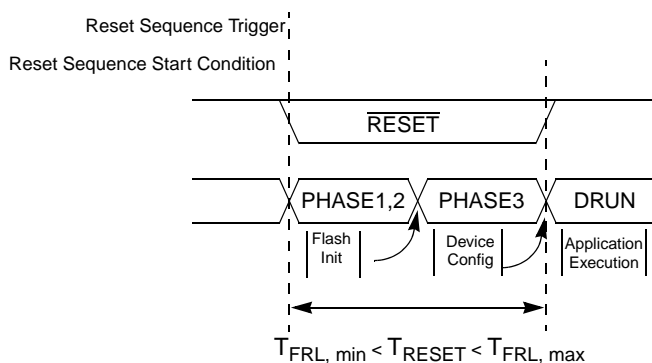 Reset Sequence Trigger
Reset Sequence Start Condition
RESET
PHASE1,2 PHASE3 DRUN
Flash Init
Device Config
Application Execution
TFRL, min < TRESET < TFRL, max